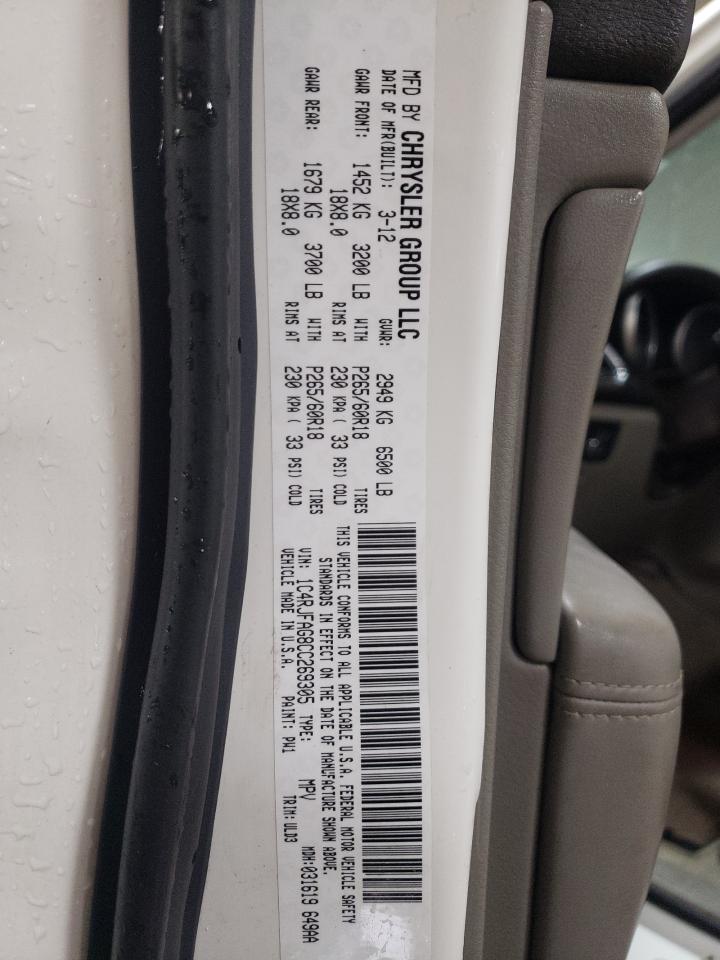 MFD BY CHRYSLER GROUP LLC
DATE OF MFR(BUILT): 3-12 GVWR: 2949 KG 6500 LB
GAWR FRONT: 1452 KG 3200 LB WITH P265/60R18 TIRES
18X8.0 RIMS AT 230 KPA ( 33 PSI) COLD
GAWR REAR: 1679 KG 3700 LB WITH P265/60R18 TIRES
18X8.0 RIMS AT 230 KPA ( 33 PSI) COLD
THIS VEHICLE CONFORMS TO ALL APPLICABLE U.S.A. FEDERAL MOTOR VEHICLE SAFETY
STANDARDS IN EFFECT ON THE DATE OF MANUFACTURE SHOWN ABOVE.
VIN: 1C4RJFAG8CC269305 TYPE: MPV MDH:031619 649AA
VEHICLE MADE IN U.S.A. PAINT: PW1 TRIM: ULD3